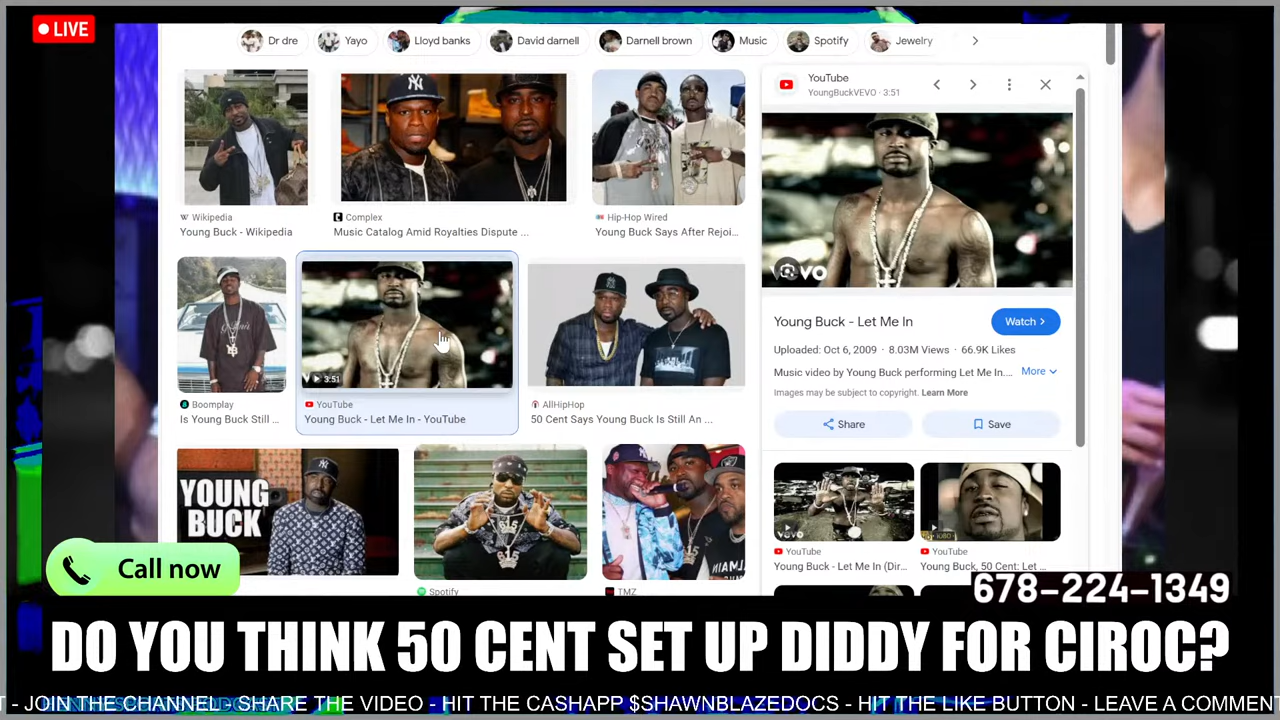 LIVE
Dr dre
Yayo
Lloyd banks
David darnell
Darnell brown
Music
Spotify
Jewelry
Wikipedia
Young Buck - Wikipedia
Complex
Music Catalog Amid Royalties Dispute ...
Hip-Hop Wired
Young Buck Says After Rejoi...
YouTube
YoungBuckVEVO · 3:51
VEVO
Young Buck - Let Me In
Watch
Uploaded: Oct 6, 2009 · 8.03M Views · 66.9K Likes
Music video by Young Buck performing Let Me In....
More
Images may be subject to copyright. Learn More
Share
Save
Boomplay
Is Young Buck Still ...
3:51
YouTube
Young Buck - Let Me In - YouTube
AllHipHop
50 Cent Says Young Buck Is Still An ...
YOUNG
BUCK
615
615
MIAMI
Spotify
TMZ
vevo
YouTube
Young Buck - Let Me In (Dir...
YouTube
Young Buck, 50 Cent: Let ...
Call now
678-224-1349
DO YOU THINK 50 CENT SET UP DIDDY FOR CIROC?
T - JOIN THE CHANNEL - SHARE THE VIDEO - HIT THE CASHAPP $SHAWNBLAZEDOCS - HIT THE LIKE BUTTON - LEAVE A COMMEN